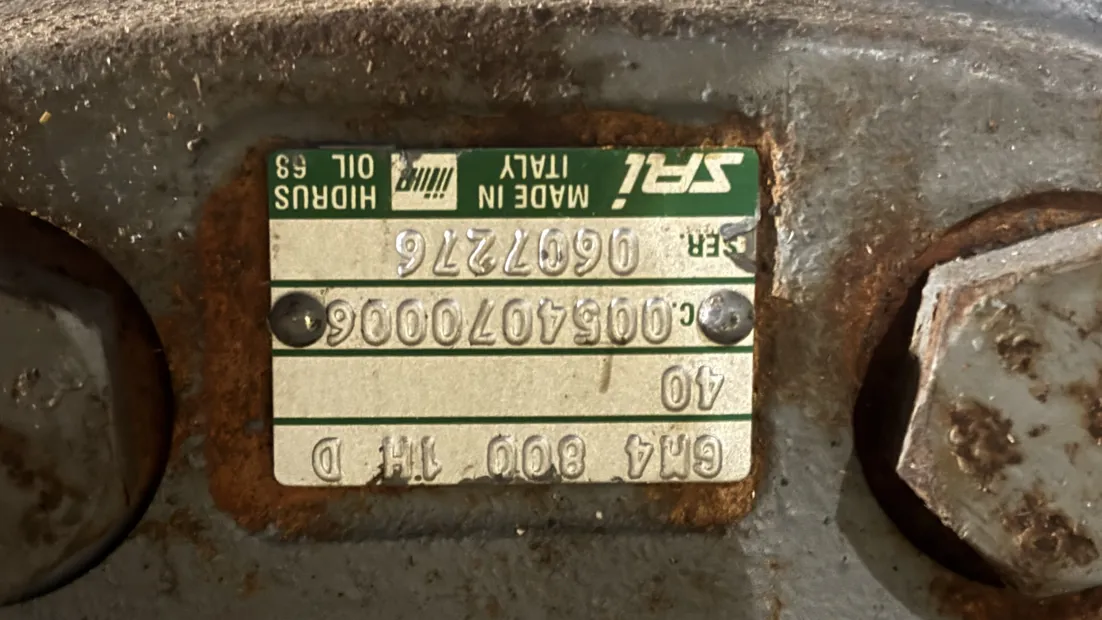 GM4 800 1H D
40
C. 0054070006
SER. 0607276
SAI
MADE IN
ITALY
HIDRUS
OIL 68